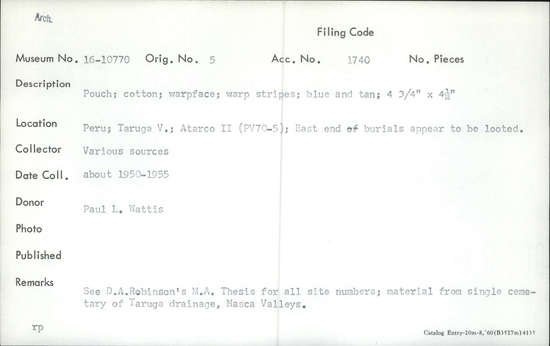 Arch.
Filing Code
Museum No. 16-10770 Orig. No. 5 Acc. No. 1740 No. Pieces
Description Pouch; cotton; warpface; warp stripes; blue and tan; 4 3/4" x 4½"
Location Peru; Taruga V.; Atarco II (PV70-5); East end of burials appear to be looted.
Collector Various sources
Date Coll. about 1950-1955
Donor Paul L. Wattis
Photo
Published
Remarks See D.A.Robinson's M.A. Thesis for all site numbers; material from single ceme-
tary of Taruga drainage, Nasca Valleys.
rp
Catalog Entry-20m-8,'60